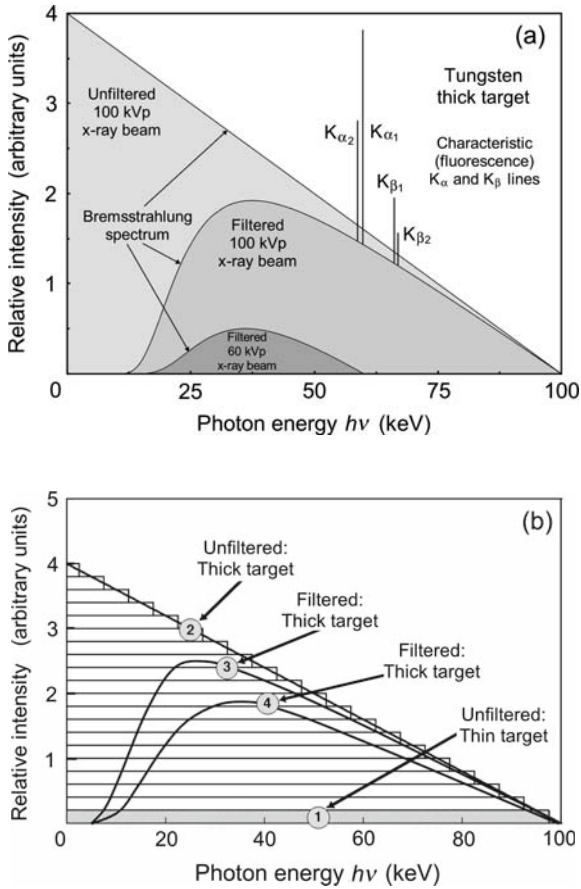 (a)
4
3
2
1
0
25
50
75
100
Relative intensity (arbitrary units)
Photon energy hν (keV)
Unfiltered
100 kVp
x-ray beam
Bremsstrahlung
spectrum
Filtered
100 kVp
x-ray beam
Filtered
60 kVp
x-ray beam
Kα2
Kα1
Kβ1
Kβ2
Tungsten
thick target
Characteristic
(fluorescence)
Kα and Kβ lines
(b)
5
4
3
2
1
0
0
20
40
60
80
100
Relative intensity (arbitrary units)
Photon energy hν (keV)
Unfiltered:
Thick target
2
Filtered:
Thick target
3
Filtered:
Thick target
4
Unfiltered:
Thin target
1